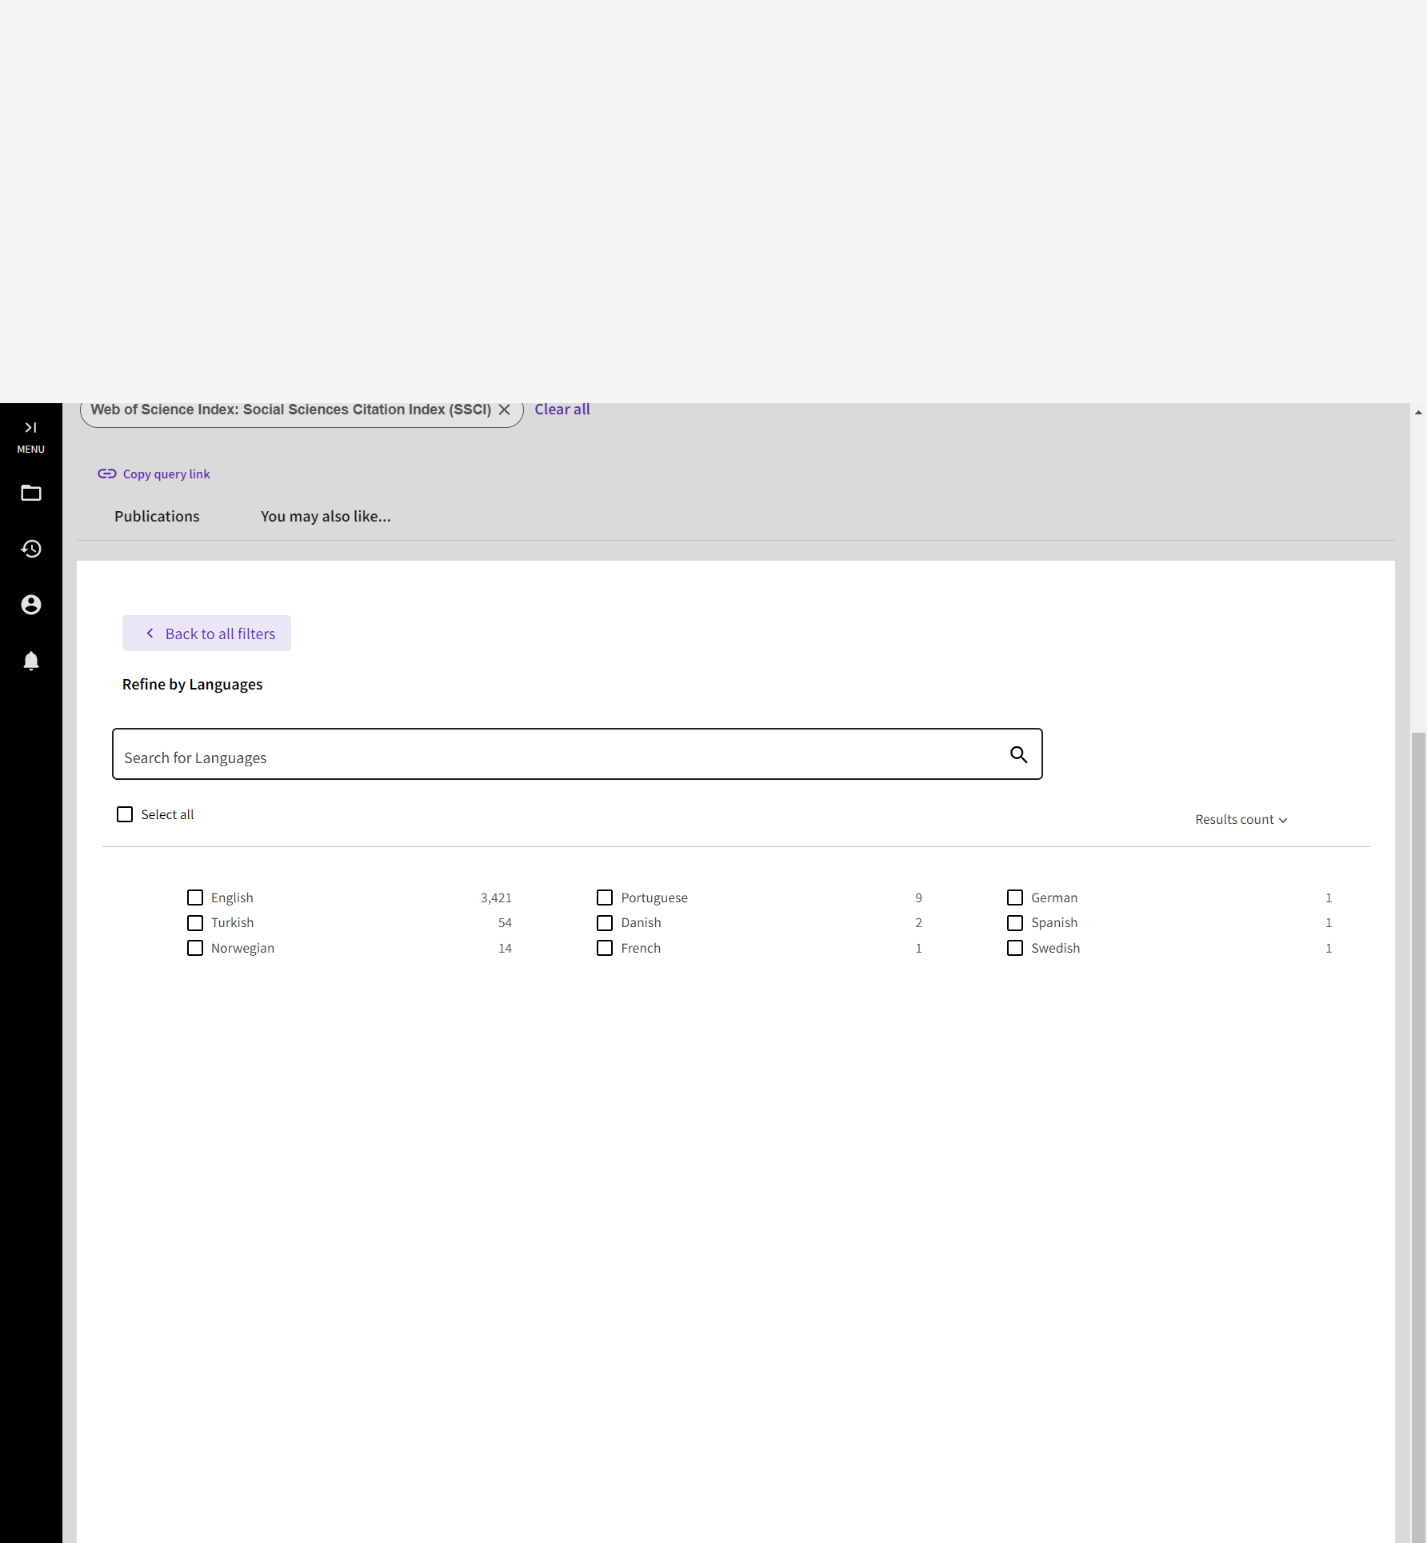 Web of Science Index: Social Sciences Citation Index (SSCI)
Clear all
MENU
Copy query link
Publications
You may also like...
Back to all filters
Refine by Languages
Search for Languages
Select all
Results count
English 3,421
Portuguese 9
German 1
Turkish 54
Danish 2
Spanish 1
Norwegian 14
French 1
Swedish 1